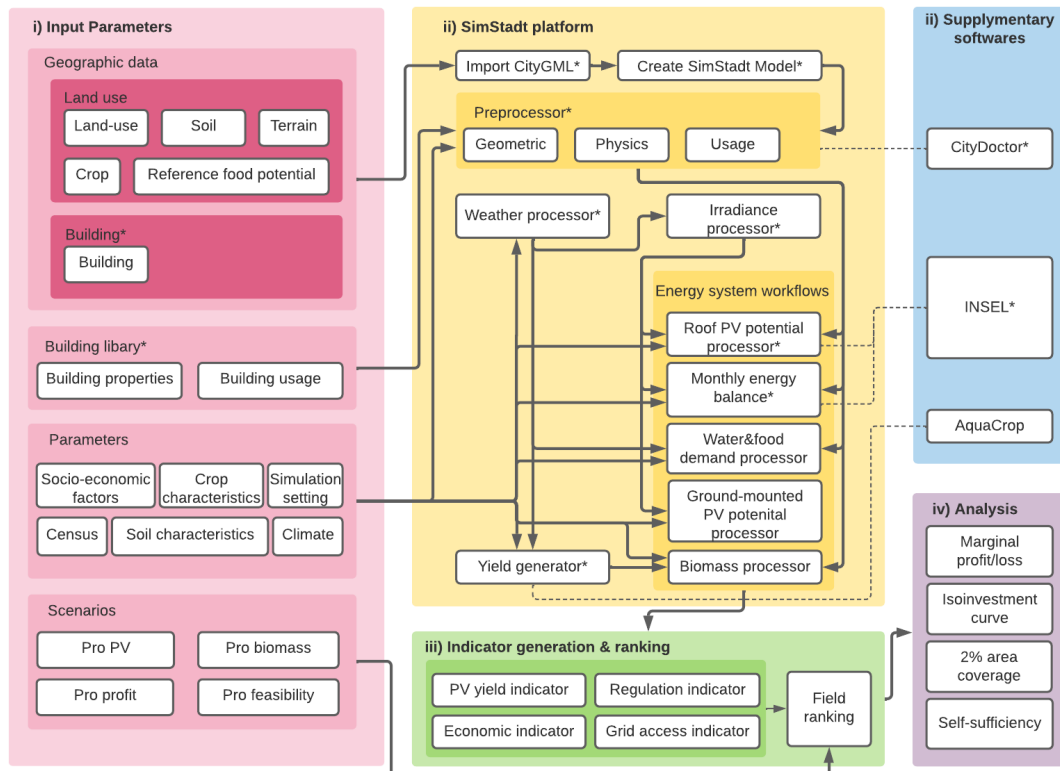 i) Input Parameters
Geographic data
Land use
Land-use
Soil
Terrain
Crop
Reference food potential
Building*
Building
Building libary*
Building properties
Building usage
Parameters
Socio-economic
factors
Crop
characteristics
Simulation
setting
Census
Soil characteristics
Climate
Scenarios
Pro PV
Pro biomass
Pro profit
Pro feasibility
ii) SimStadt platform
Import CityGML*
Create SimStadt Model*
Preprocessor*
Geometric
Physics
Usage
Weather processor*
Irradiance
processor*
Energy system workflows
Roof PV potential
processor*
Monthly energy
balance*
Water&food
demand processor
Ground-mounted
PV potenital
processor
Yield generator*
Biomass processor
ii) Supplymentary
softwares
CityDoctor*
INSEL*
AquaCrop
iii) Indicator generation & ranking
PV yield indicator
Regulation indicator
Economic indicator
Grid access indicator
Field
ranking
iv) Analysis
Marginal
profit/loss
Isoinvestment
curve
2% area
coverage
Self-sufficiency